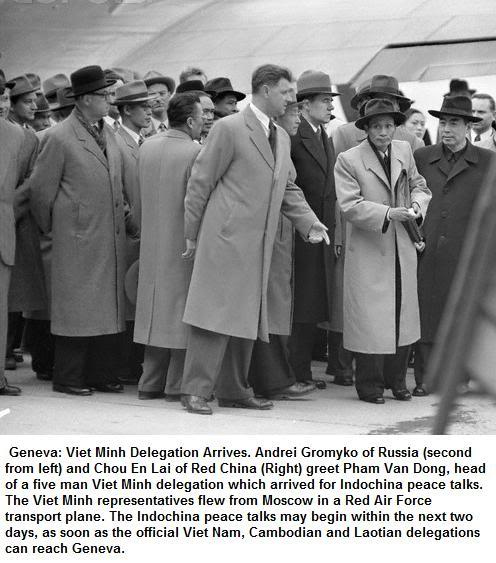 Geneva: Viet Minh Delegation Arrives. Andrei Gromyko of Russia (second
from left) and Chou En Lai of Red China (Right) greet Pham Van Dong, head
of a five man Viet Minh delegation which arrived for Indochina peace talks.
The Viet Minh representatives flew from Moscow in a Red Air Force
transport plane. The Indochina peace talks may begin within the next two
days, as soon as the official Viet Nam, Cambodian and Laotian delegations
can reach Geneva.